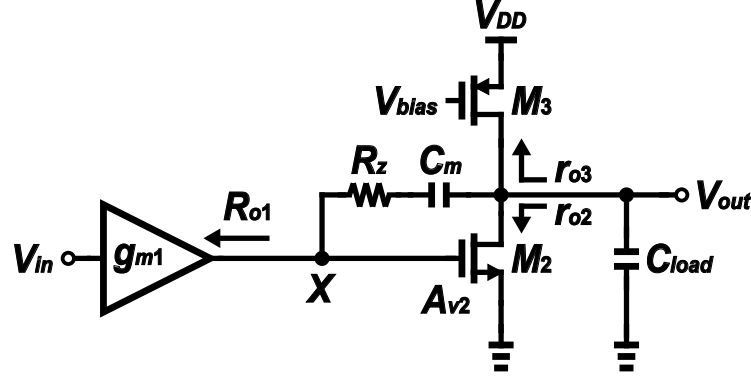 VDD
Vbias
M3
Rz
Cm
ro3
Ro1
ro2
Vout
Vin
gm1
M2
Cload
X
Av2